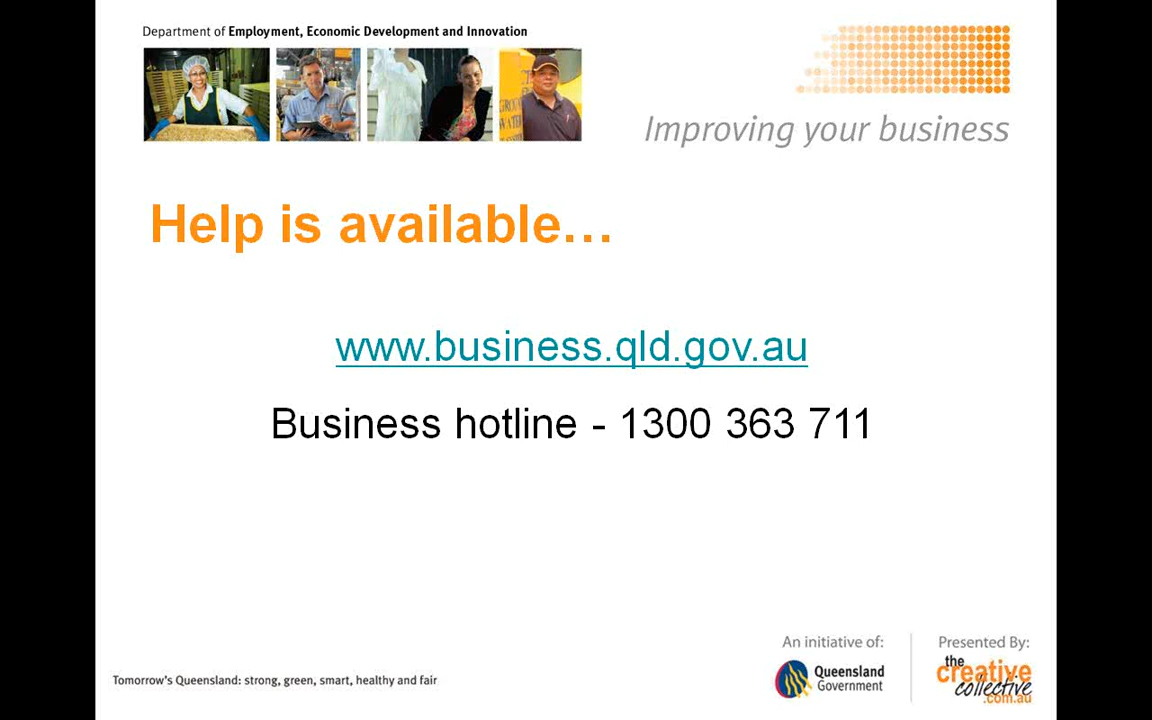 Department of Employment, Economic Development and Innovation
Improving your business
Help is available…
www.business.qld.gov.au
Business hotline - 1300 363 711
An initiative of:
Queensland
Government
Presented By:
the
creative
collective
.com.au
Tomorrow's Queensland: strong, green, smart, healthy and fair